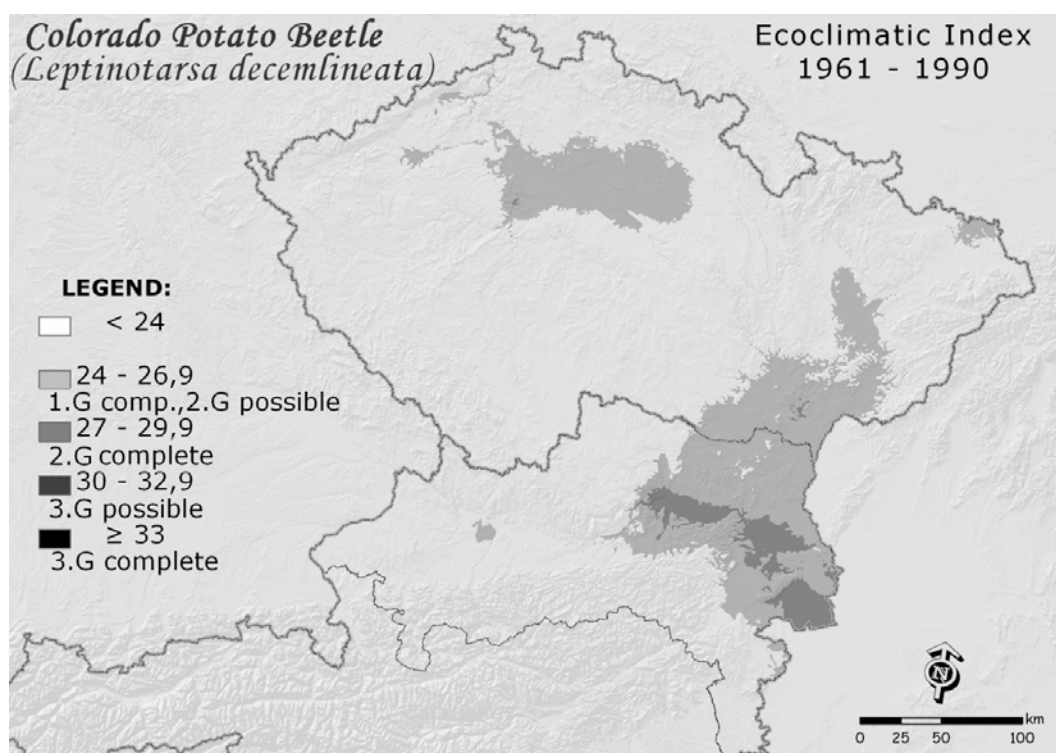 Colorado Potato Beetle
(Leptinotarsa decemlineata)
Ecoclimatic Index
1961 - 1990
LEGEND:
< 24
24 - 26,9
1.G comp.,2.G possible
27 - 29,9
2.G complete
30 - 32,9
3.G possible
≥ 33
3.G complete
N
km
0 25 50 100